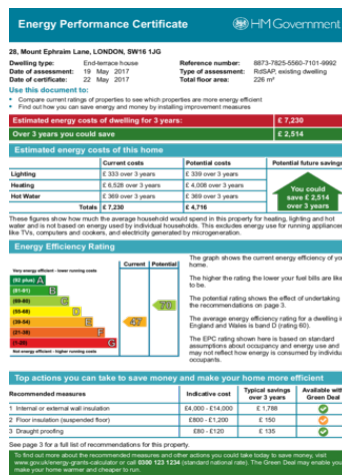 Energy Performance Certificate
HM Government
28, Mount Ephraim Lane, LONDON, SW16 1JG
Dwelling type: End-terrace house
Reference number: 8873-7825-5560-7101-9992
Date of assessment: 19 May 2017
Type of assessment: RdSAP, existing dwelling
Date of certificate: 22 May 2017
Total floor area: 226 m²
Use this document to:
• Compare current ratings of properties to see which properties are more energy efficient
• Find out how you can save energy and money by installing improvement measures
Estimated energy costs of dwelling for 3 years: £ 7,230
Over 3 years you could save £ 2,514
Estimated energy costs of this home
Current costs Potential costs Potential future saving
Lighting £ 333 over 3 years £ 339 over 3 years
Heating £ 6,528 over 3 years £ 4,008 over 3 years
Hot Water £ 369 over 3 years £ 369 over 3 years
Totals £ 7,230 £ 4,716
You could
save £ 2,514
over 3 years
These figures show how much the average household would spend in this property for heating, lighting and hot
water and is not based on energy used by individual households. This excludes energy use for running appliances
like TVs, computers and cookers, and electricity generated by microgeneration.
Energy Efficiency Rating
Current Potential
Very energy efficient - lower running costs
(92 plus) A
(81-91) B
(69-80) C
(55-68) D
(39-54) E
(21-38) F
(1-20) G
Not energy efficient - higher running costs
47
70
The graph shows the current energy efficiency of yo
home.
The higher the rating the lower your fuel bills are like
to be.
The potential rating shows the effect of undertaking
the recommendations on page 3.
The average energy efficiency rating for a dwelling i
England and Wales is band D (rating 60).
The EPC rating shown here is based on standard
assumptions about occupancy and energy use and
may not reflect how energy is consumed by individua
occupants.
Top actions you can take to save money and make your home more efficient
Recommended measures Indicative cost Typical savings over 3 years Available with Green Deal
1 Internal or external wall insulation £4,000 - £14,000 £ 1,788
2 Floor insulation (suspended floor) £800 - £1,200 £ 150
3 Draught proofing £80 - £120 £ 135
See page 3 for a full list of recommendations for this property.
To find out more about the recommended measures and other actions you could take today to save money, visit
www.gov.uk/energy-grants-calculator or call 0300 123 1234 (standard national rate). The Green Deal may enable you
make your home warmer and cheaper to run.